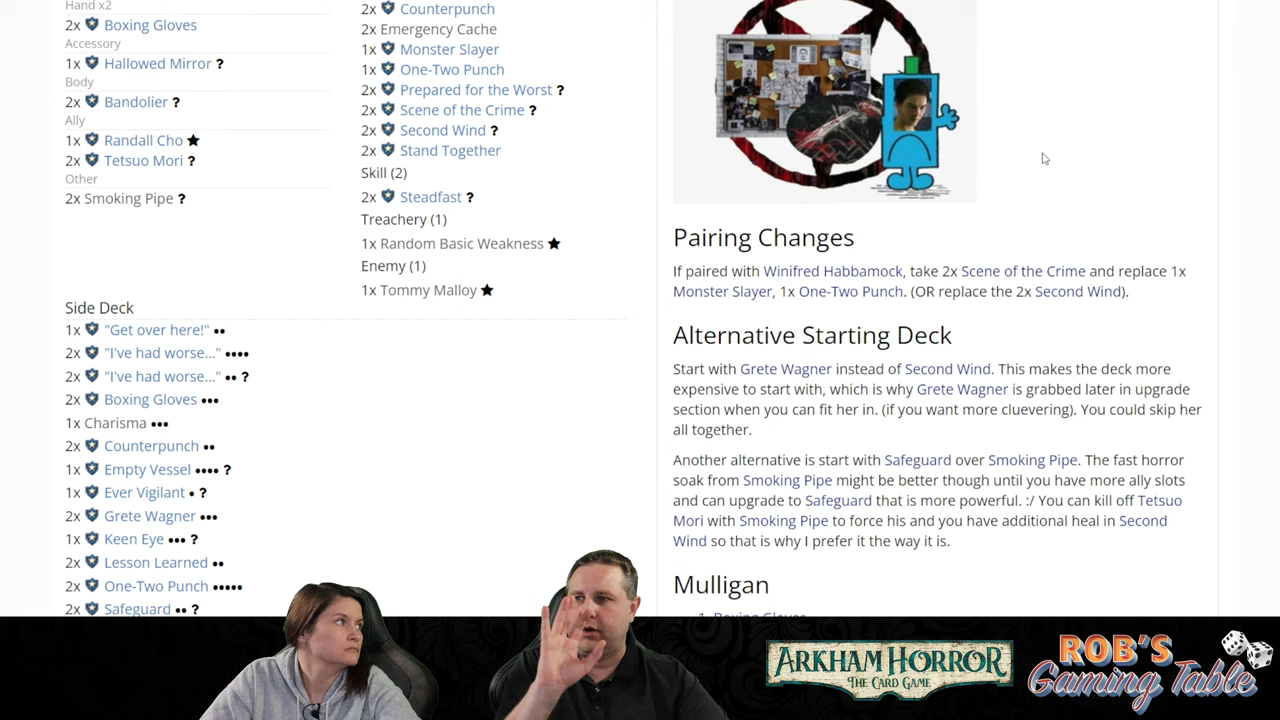 Hand x2
2x Boxing Gloves
Accessory
1x Hallowed Mirror ?
Body
2x Bandolier ?
Ally
1x Randall Cho ★
2x Tetsuo Mori ?
Other
2x Smoking Pipe ?
2x Counterpunch
2x Emergency Cache
1x Monster Slayer
1x One-Two Punch
2x Prepared for the Worst ?
2x Scene of the Crime ?
2x Second Wind ?
2x Stand Together
Skill (2)
2x Steadfast ?
Treachery (1)
1x Random Basic Weakness ★
Enemy (1)
1x Tommy Malloy ★
Side Deck
1x "Get over here!" ••
2x "I've had worse..." ••••
2x "I've had worse..." •• ?
2x Boxing Gloves •••
1x Charisma •••
2x Counterpunch ••
1x Empty Vessel •••• ?
1x Ever Vigilant • ?
2x Grete Wagner •••
1x Keen Eye ••• ?
2x Lesson Learned ••
2x One-Two Punch •••••
2x Safeguard •• ?
Pairing Changes
If paired with Winifred Habbamock, take 2x Scene of the Crime and replace 1x
Monster Slayer, 1x One-Two Punch. (OR replace the 2x Second Wind).
Alternative Starting Deck
Start with Grete Wagner instead of Second Wind. This makes the deck more
expensive to start with, which is why Grete Wagner is grabbed later in upgrade
section when you can fit her in. (if you want more cluevering). You could skip her
all together.
Another alternative is start with Safeguard over Smoking Pipe. The fast horror
soak from Smoking Pipe might be better though until you have more ally slots
and can upgrade to Safeguard that is more powerful. :/ You can kill off Tetsuo
Mori with Smoking Pipe to force his and you have additional heal in Second
Wind so that is why I prefer it the way it is.
Mulligan
1. Boxing Gloves
ARKHAM HORROR
THE CARD GAME
ROB'S
Gaming Table